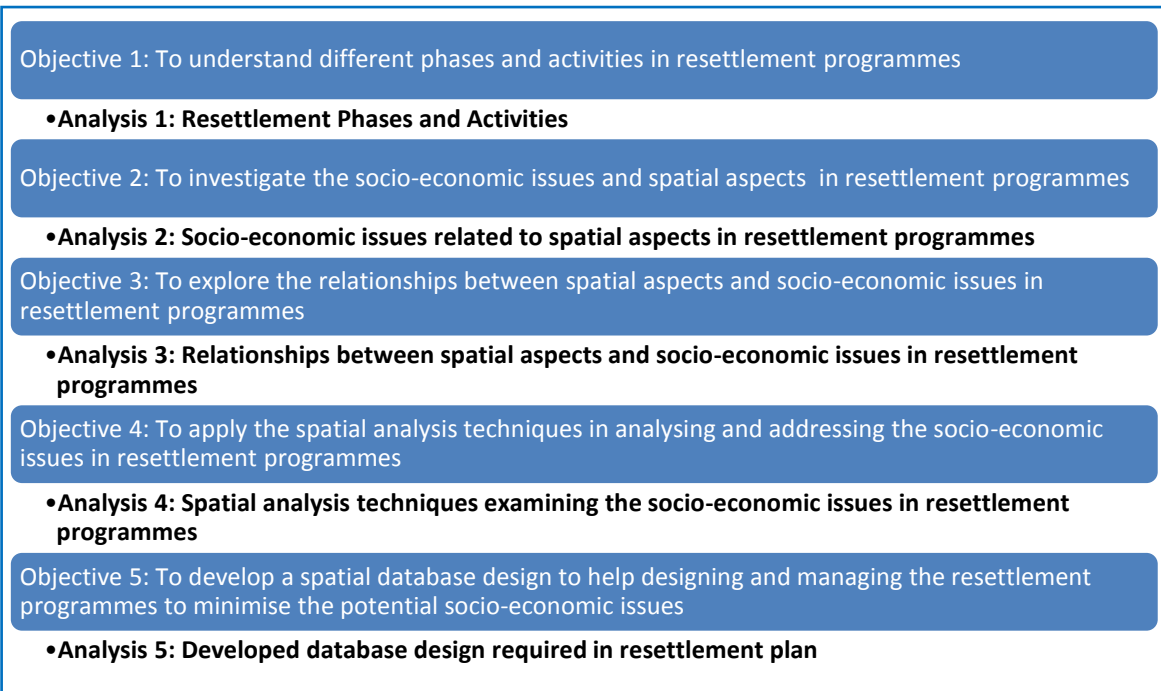 Objective 1: To understand different phases and activities in resettlement programmes
•Analysis 1: Resettlement Phases and Activities
Objective 2: To investigate the socio-economic issues and spatial aspects  in resettlement programmes
•Analysis 2: Socio-economic issues related to spatial aspects in resettlement programmes
Objective 3: To explore the relationships between spatial aspects and socio-economic issues in
resettlement programmes
•Analysis 3: Relationships between spatial aspects and socio-economic issues in resettlement
programmes
Objective 4: To apply the spatial analysis techniques in analysing and addressing the socio-economic
issues in resettlement programmes
•Analysis 4: Spatial analysis techniques examining the socio-economic issues in resettlement
programmes
Objective 5: To develop a spatial database design to help designing and managing the resettlement
programmes to minimise the potential socio-economic issues
•Analysis 5: Developed database design required in resettlement plan